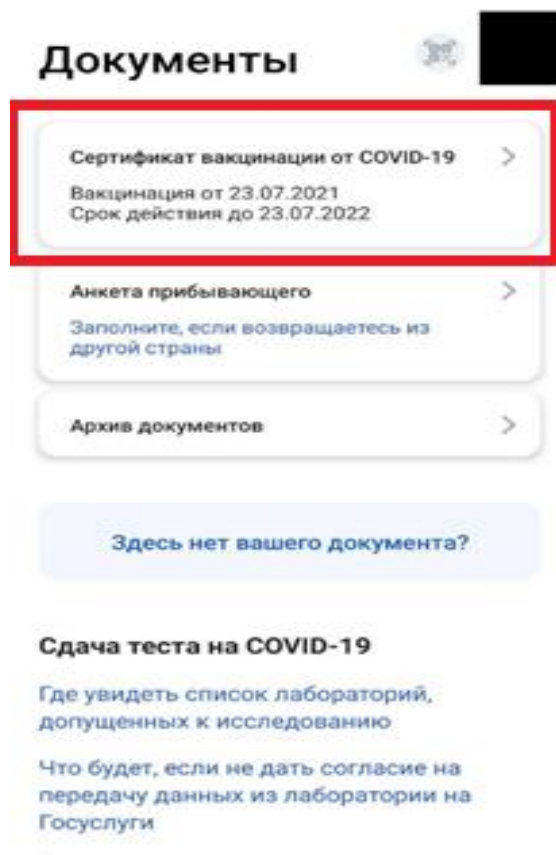 Документы
Сертификат вакцинации от COVID-19
Вакцинация от 23.07.2021
Срок действия до 23.07.2022
Анкета прибывающего
Заполните, если возвращаетесь из
другой страны
Архив документов
Здесь нет вашего документа?
Сдача теста на COVID-19
Где увидеть список лабораторий,
допущенных к исследованию
Что будет, если не дать согласие на
передачу данных из лаборатории на
Госуслуги